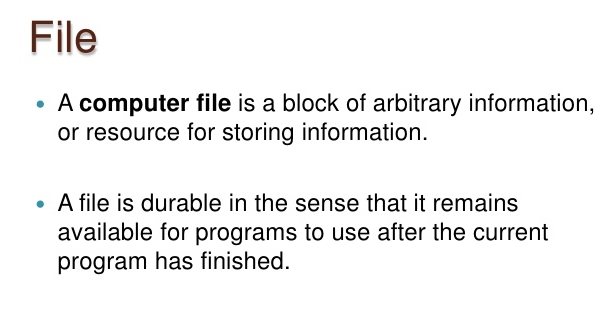 File
• A computer file is a block of arbitrary information,
or resource for storing information.
• A file is durable in the sense that it remains
available for programs to use after the current
program has finished.